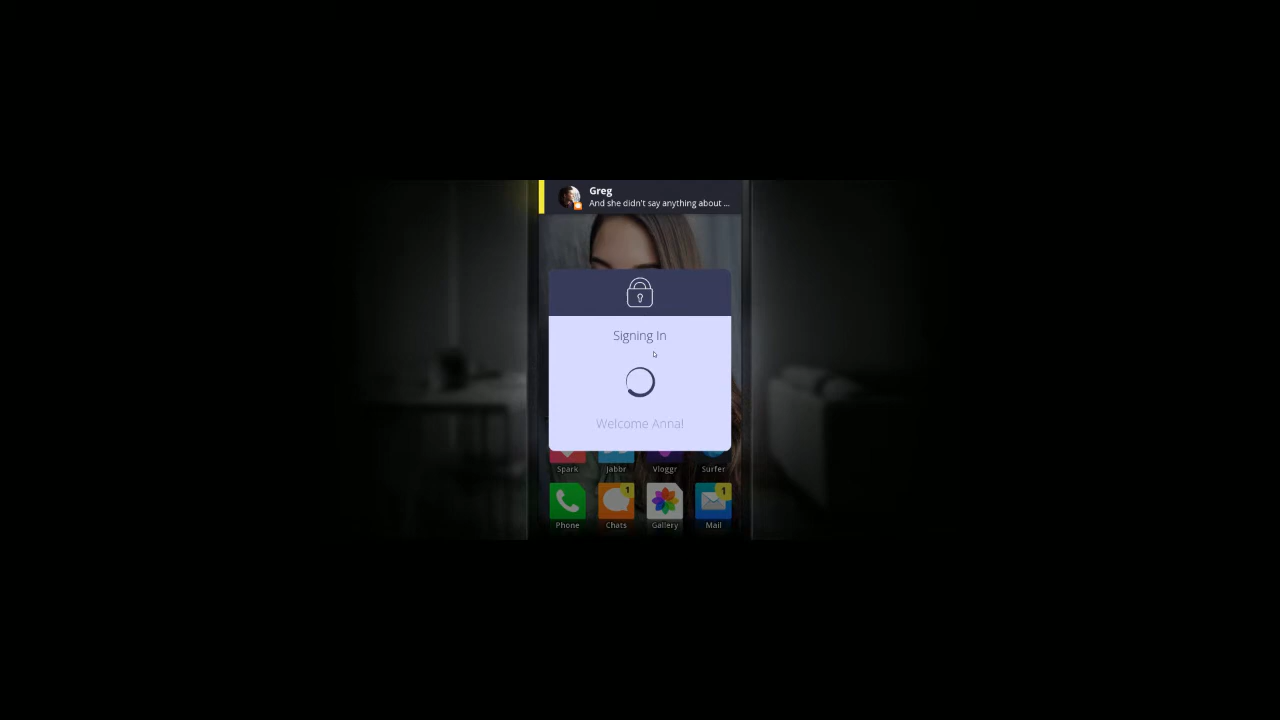 Greg
And she didn't say anything about ...
Signing In
Welcome Anna!
Spark Jabbr Vloggr Surfer
1 1
Phone Chats Gallery Mail